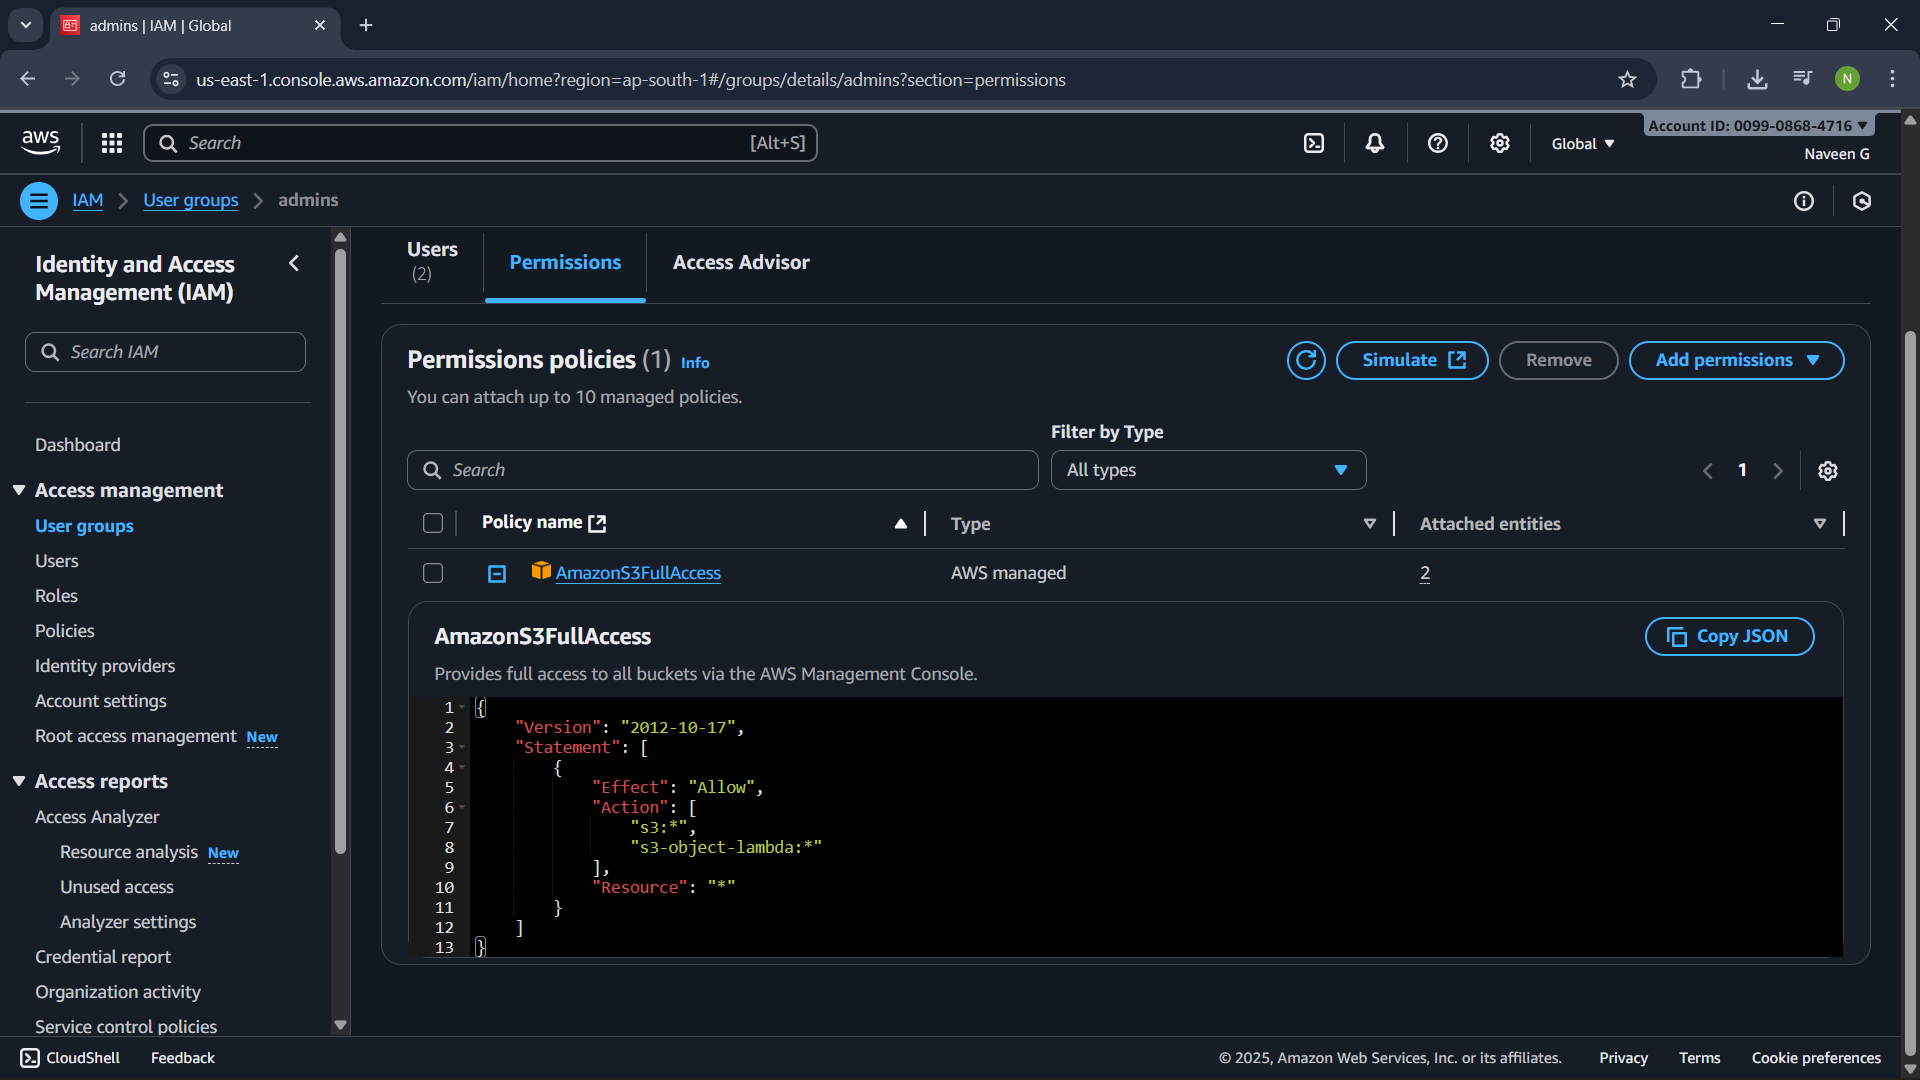 admins | IAM | Global
us-east-1.console.aws.amazon.com/iam/home?region=ap-south-1#/groups/details/admins?section=permissions
N
aws
Search
[Alt+S]
Global
Account ID: 0099-0868-4716
Naveen G
IAM
User groups
admins
Identity and Access
Management (IAM)
Search IAM
Dashboard
Access management
User groups
Users
Roles
Policies
Identity providers
Account settings
Root access management New
Access reports
Access Analyzer
Resource analysis New
Unused access
Analyzer settings
Credential report
Organization activity
Service control policies
Users
(2)
Permissions
Access Advisor
Permissions policies (1) Info
You can attach up to 10 managed policies.
Simulate
Remove
Add permissions
Filter by Type
Search
All types
1
Policy name
Type
Attached entities
AmazonS3FullAccess
AWS managed
2
AmazonS3FullAccess
Provides full access to all buckets via the AWS Management Console.
Copy JSON
1 {
2 "Version": "2012-10-17",
3 "Statement": [
4 {
5 "Effect": "Allow",
6 "Action": [
7 "s3:*",
8 "s3-object-lambda:*"
9 ],
10 "Resource": "*"
11 }
12 ]
13 }
CloudShell
Feedback
© 2025, Amazon Web Services, Inc. or its affiliates.
Privacy
Terms
Cookie preferences